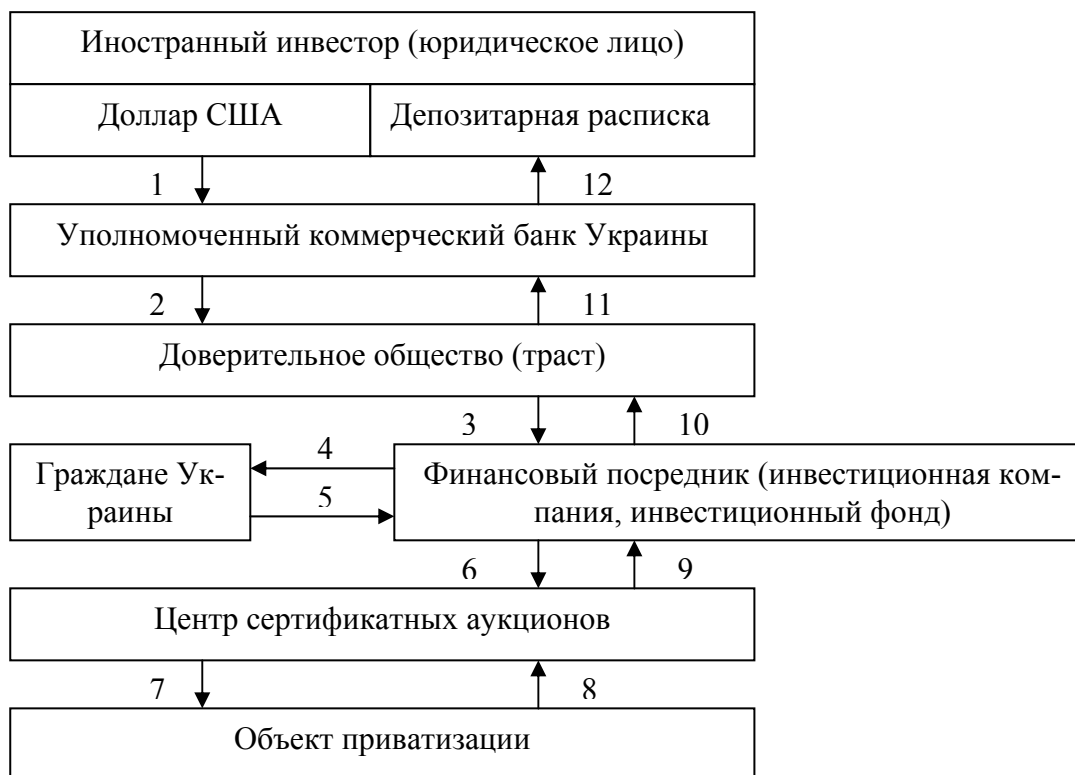 Иностранный инвестор (юридическое лицо)
Доллар США
Депозитарная расписка
1
12
Уполномоченный коммерческий банк Украины
2
11
Доверительное общество (траст)
3
10
Граждане Ук-
раины
4
5
Финансовый посредник (инвестиционная ком-
пания, инвестиционный фонд)
6
9
Центр сертификатных аукционов
7
8
Объект приватизации